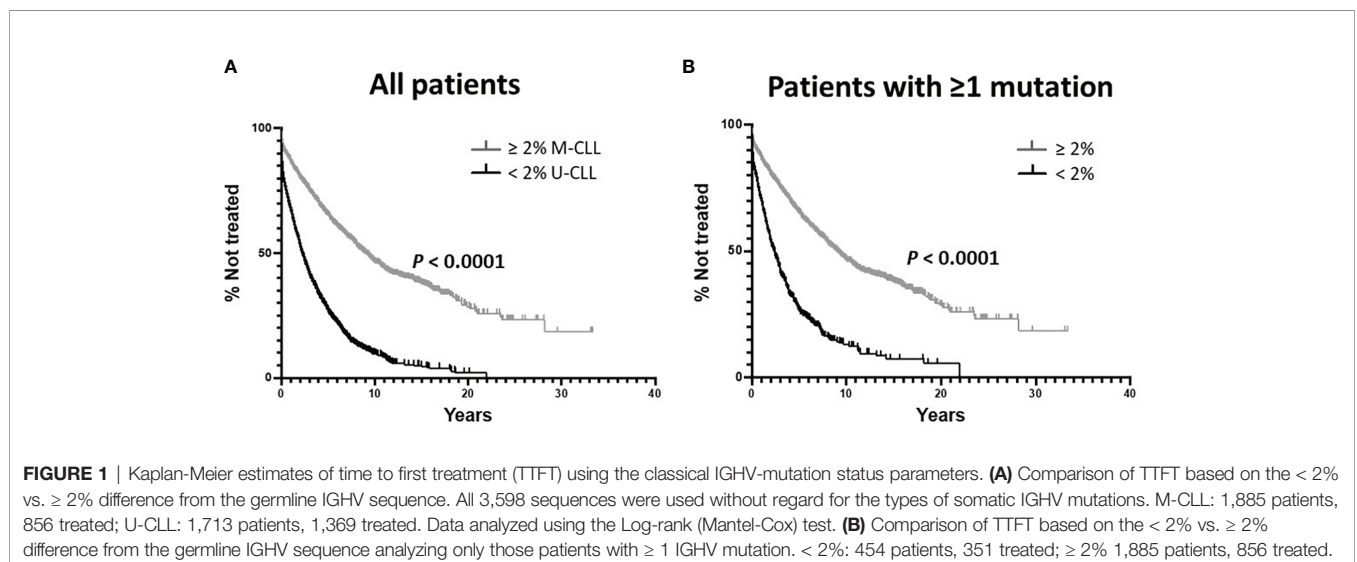 A
All patients
100
50
0
% Not treated
≥ 2% M-CLL
< 2% U-CLL
P < 0.0001
0 10 20 30 40
Years
B
Patients with ≥1 mutation
100
50
0
% Not treated
≥ 2%
< 2%
P < 0.0001
0 10 20 30 40
Years
FIGURE 1 | Kaplan-Meier estimates of time to first treatment (TTFT) using the classical IGHV-mutation status parameters. (A) Comparison of TTFT based on the < 2%
vs. ≥ 2% difference from the germline IGHV sequence. All 3,598 sequences were used without regard for the types of somatic IGHV mutations. M-CLL: 1,885 patients,
856 treated; U-CLL: 1,713 patients, 1,369 treated. Data analyzed using the Log-rank (Mantel-Cox) test. (B) Comparison of TTFT based on the < 2% vs. ≥ 2%
difference from the germline IGHV sequence analyzing only those patients with ≥ 1 IGHV mutation. < 2%: 454 patients, 351 treated; ≥ 2% 1,885 patients, 856 treated.